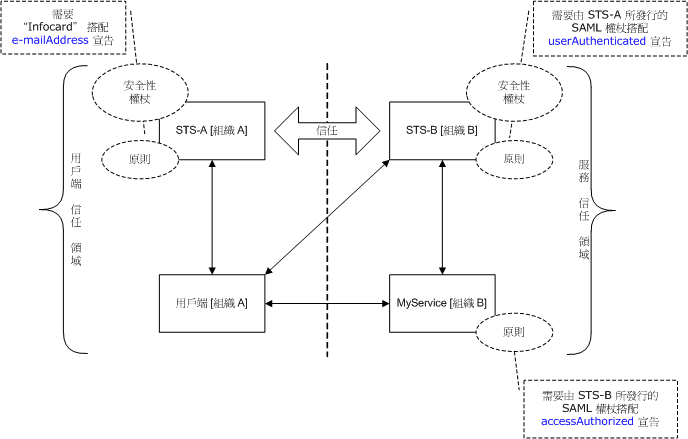 需要
“Infocard” 搭配
e-mailAddress 宣告
需要由 STS-A 所發行的
SAML 權杖搭配
userAuthenticated 宣告
安全性
權杖
安全性
權杖
STS-A [組織 A]
信任
STS-B [組織 B]
原則
原則
用戶端 信任 領域
服務 信任 領域
用戶端 [組織 A]
MyService [組織 B]
原則
需要由 STS-B 所發行的
SAML 權杖搭配
accessAuthorized 宣告